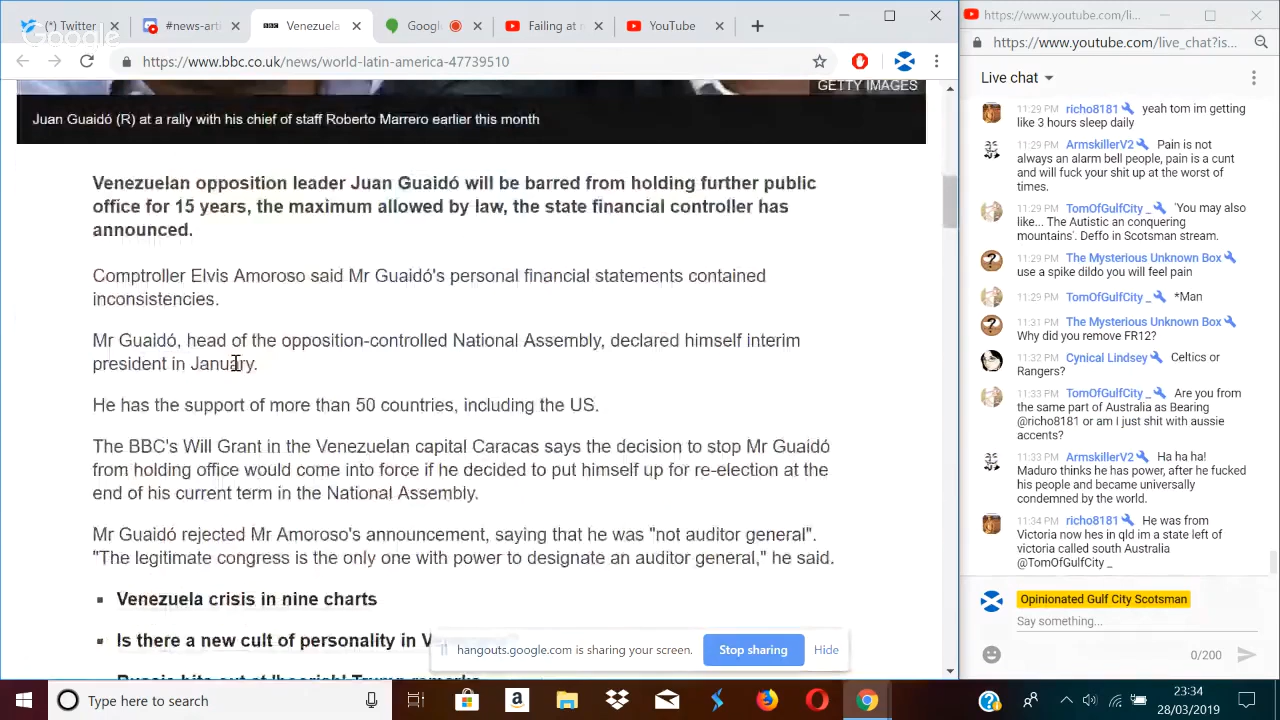 (*) Twitter
#news-arti
Venezuela
Googl
Failing at m
YouTube
https://www.youtube.com/li...
Google
https://www.bbc.co.uk/news/world-latin-america-47739510
https://www.youtube.com/live_chat?is...
GETTY IMAGES
Juan Guaidó (R) at a rally with his chief of staff Roberto Marrero earlier this month
Venezuelan opposition leader Juan Guaidó will be barred from holding further public
office for 15 years, the maximum allowed by law, the state financial controller has
announced.
Comptroller Elvis Amoroso said Mr Guaidó's personal financial statements contained
inconsistencies.
Mr Guaidó, head of the opposition-controlled National Assembly, declared himself interim
president in January.
He has the support of more than 50 countries, including the US.
The BBC's Will Grant in the Venezuelan capital Caracas says the decision to stop Mr Guaidó
from holding office would come into force if he decided to put himself up for re-election at the
end of his current term in the National Assembly.
Mr Guaidó rejected Mr Amoroso's announcement, saying that he was "not auditor general".
"The legitimate congress is the only one with power to designate an auditor general," he said.
Venezuela crisis in nine charts
Is there a new cult of personality in V
hangouts.google.com is sharing your screen.
Stop sharing
Hide
Live chat
11:29 PM richo8181 yeah tom im getting
like 3 hours sleep daily
11:29 PM ArmskillerV2 Pain is not
always an alarm bell people, pain is a cunt
and will fuck your shit up at the worst of
times.
11:29 PM TomOfGulfCity _ 'You may also
like... The Autistic an conquering
mountains'. Deffo in Scotsman stream.
11:29 PM The Mysterious Unknown Box
use a spike dildo you will feel pain
11:29 PM TomOfGulfCity _ *Man
11:31 PM The Mysterious Unknown Box
Why did you remove FR12?
11:32 PM Cynical Lindsey Celtics or
Rangers?
11:33 PM TomOfGulfCity _ Are you from
the same part of Australia as Bearing
@richo8181 or am I just shit with aussie
accents?
11:33 PM ArmskillerV2 Ha ha ha!
Maduro thinks he has power, after he fucked
his people and became universally
condemned by the world.
11:34 PM richo8181 He was from
Victoria now hes in qld im a state left of
victoria called south Australia
@TomOfGulfCity _
Opinionated Gulf City Scotsman
Say something...
0/200
Type here to search
23:34
28/03/2019